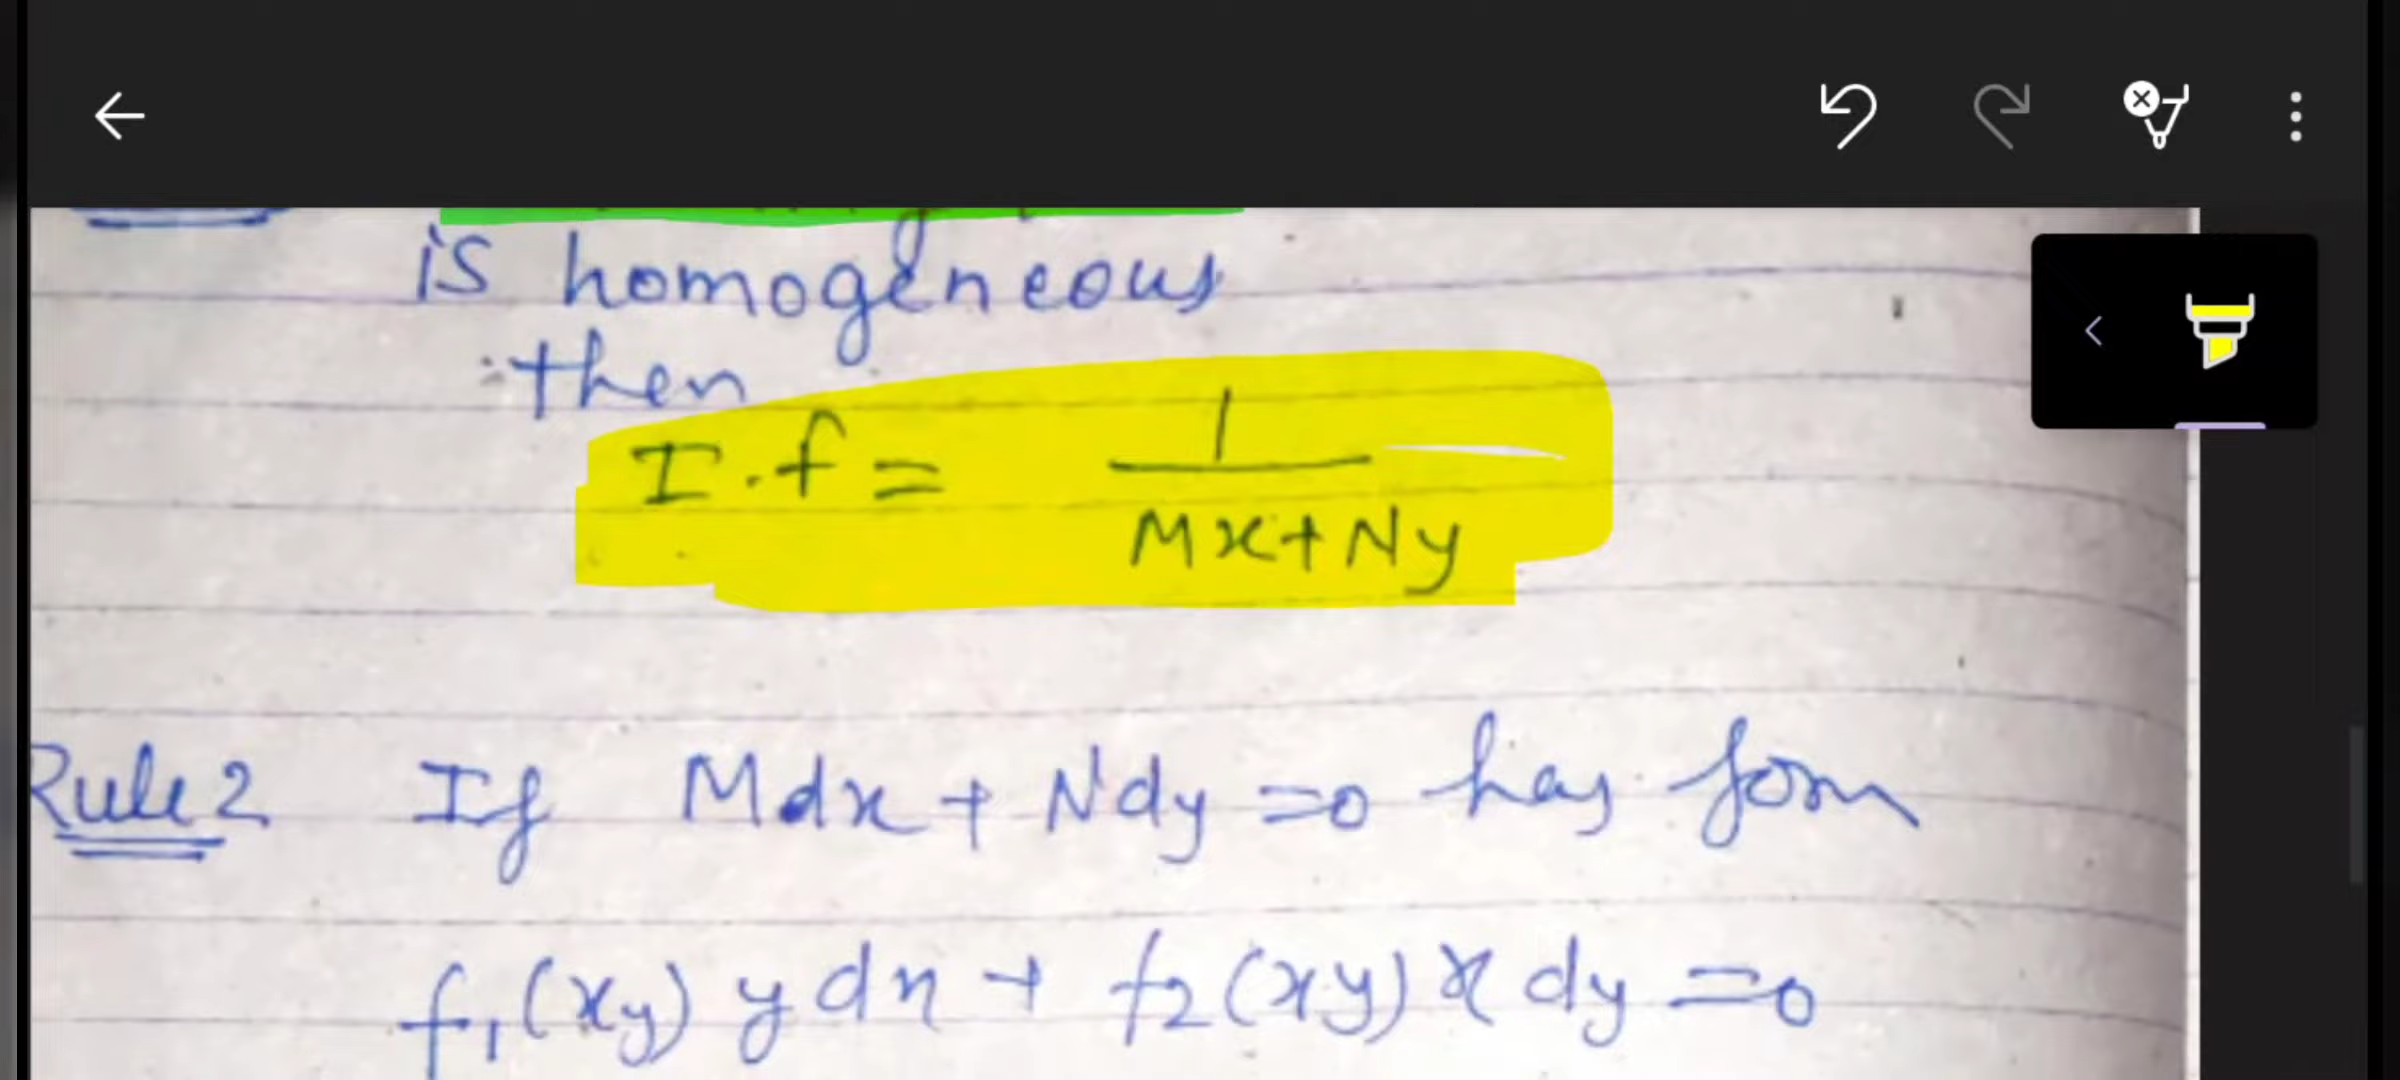 is homogeneous
then
I.f = 1 / Mx+Ny
Rule 2 If Mdx + Ndy =0 has form
f₁(xy) y dx + f₂(xy) x dy =0